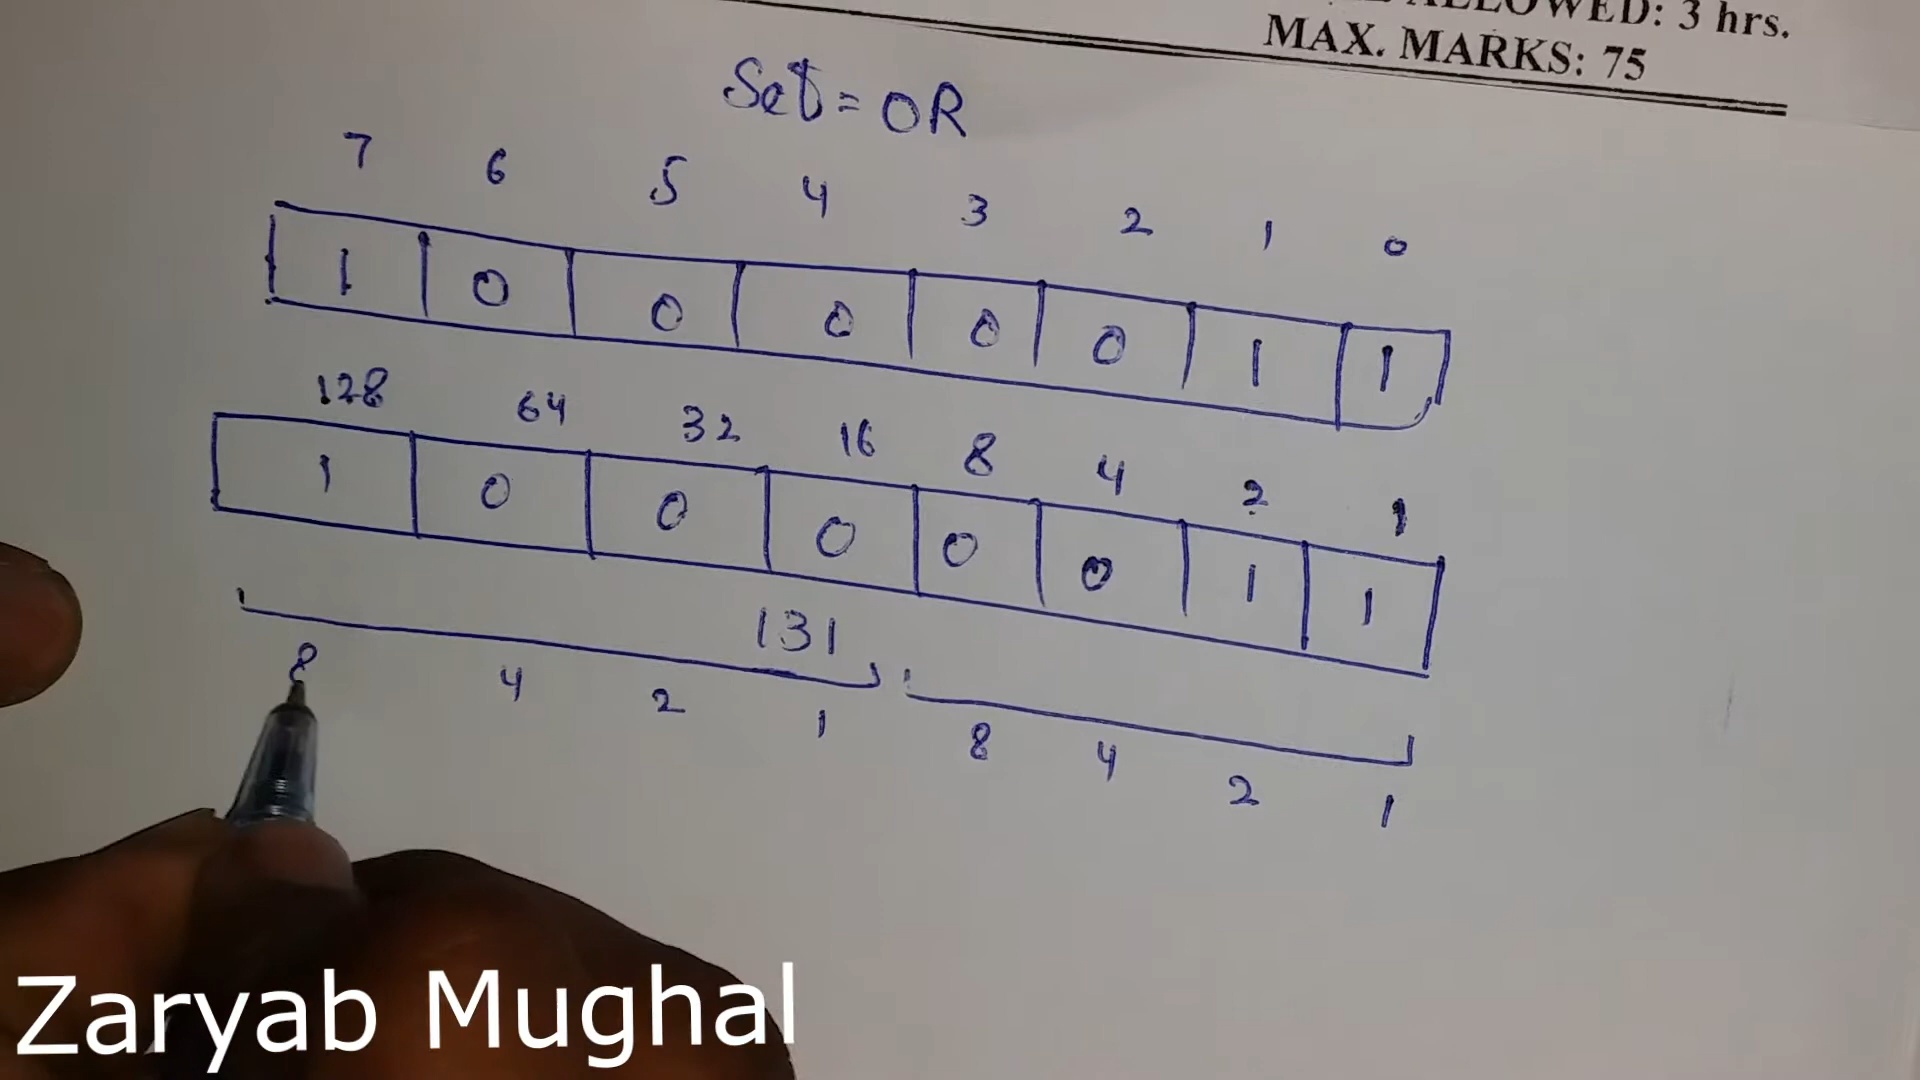 ALLOWED: 3 hrs.
MAX. MARKS: 75
Set = OR
7 6 5 4 3 2 1 0
1 0 0 0 0 0 1 1
128 64 32 16 8 4 2 1
1 0 0 0 0 0 1 1
131
8 4 2 1 8 4 2 1
Zaryab Mughal